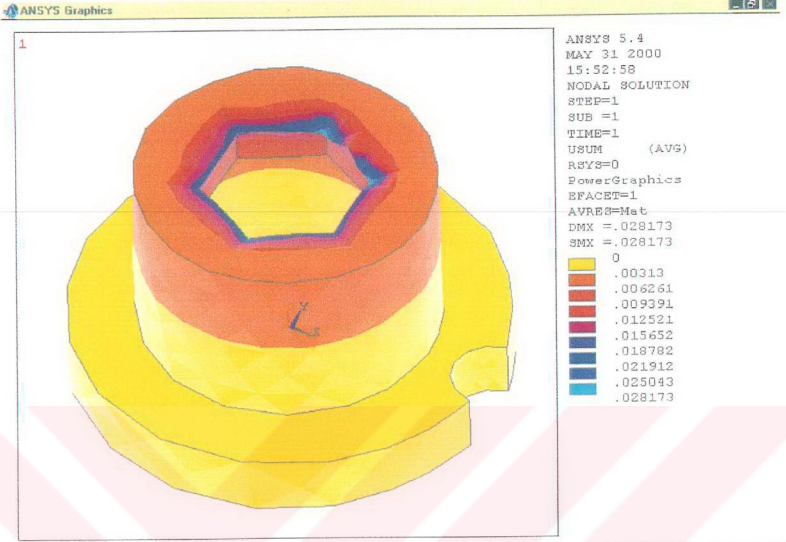 ANSYS Graphics
1
ANSYS 5.4
MAY 31 2000
15:52:58
NODAL SOLUTION
STEP=1
SUB =1
TIME=1
USUM (AVG)
RSYS=0
PowerGraphics
EFACET=1
AVRES=Mat
DMX =.028173
SMX =.028173
0
.00313
.006261
.009391
.012521
.015652
.018782
.021912
.025043
.028173
Y
X